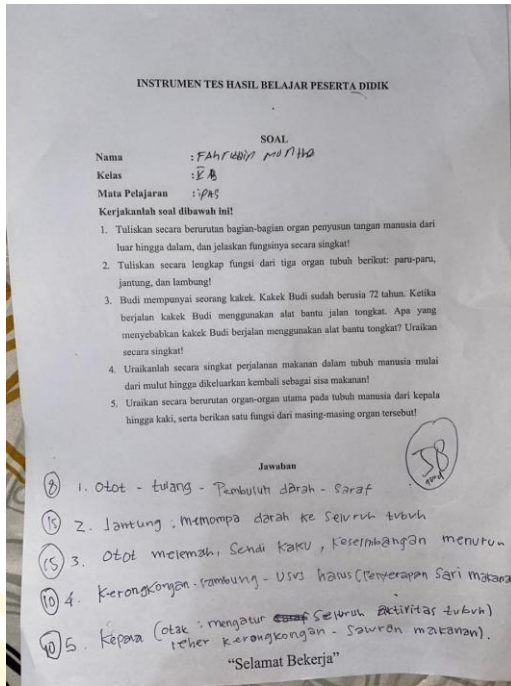 INSTRUMEN TES HASIL BELAJAR PESERTA DIDIK
SOAL
Nama : FAhruddin Munthe
Kelas : V B
Mata Pelajaran : iPAS
Kerjakanlah soal dibawah ini!
1. Tuliskan secara berurutan bagian-bagian organ penyusun tangan manusia dari
luar hingga dalam, dan jelaskan fungsinya secara singkat!
2. Tuliskan secara lengkap fungsi dari tiga organ tubuh berikut: paru-paru,
jantung, dan lambung!
3. Budi mempunyai seorang kakek. Kakek Budi sudah berusia 72 tahun. Ketika
berjalan kakek Budi menggunakan alat bantu jalan tongkat. Apa yang
menyebabkan kakek Budi berjalan menggunakan alat bantu tongkat? Uraikan
secara singkat!
4. Uraikanlah secara singkat perjalanan makanan dalam tubuh manusia mulai
dari mulut hingga dikeluarkan kembali sebagai sisa makanan!
5. Uraikan secara berurutan organ-organ utama pada tubuh manusia dari kepala
hingga kaki, serta berikan satu fungsi dari masing-masing organ tersebut!
58
Jawaban
8 1. Otot - tulang - Pembuluh darah - Saraf
15 2. Jantung : memompa darah ke seluruh tubuh
15 3. Otot melemah, Sendi kaku, Keseimbangan menurun
10 4. Kerongkongan - Lambung - Usus halus (Penyerapan Sari makana
10 5. Kepala (otak : mengatur seluruh aktivitas tubuh)
leher kerongkongan - Sawran makanan).
"Selamat Bekerja"